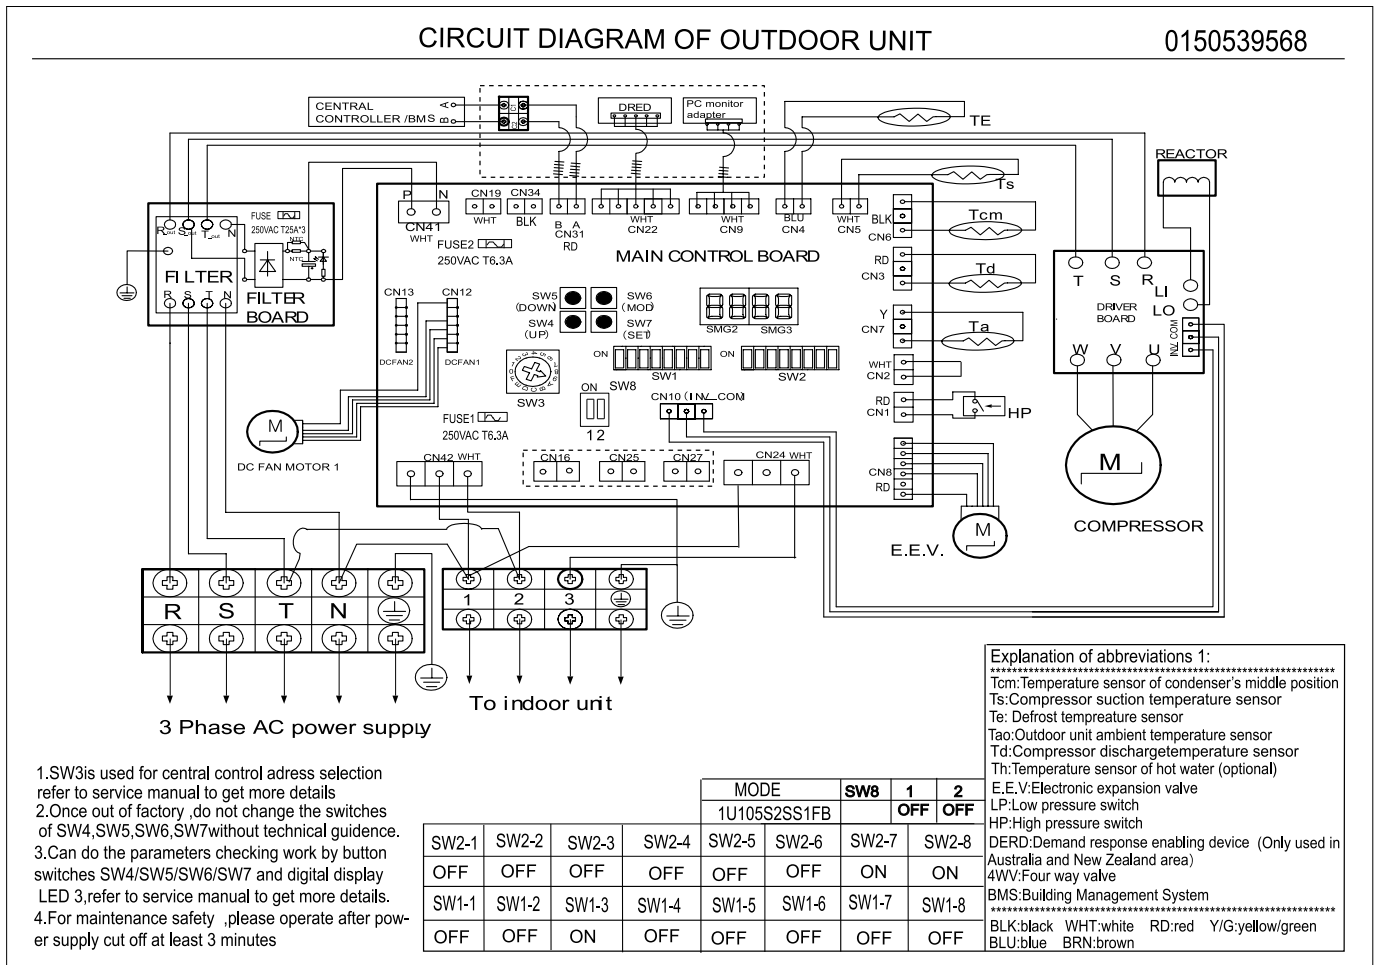 CIRCUIT DIAGRAM OF OUTDOOR UNIT 0150539568
CENTRAL
CONTROLLER /BMS
A
B
C1
C2
DRED
PC monitor
adapter
TE
Ts
REACTOR
FUSE
250VAC T25A*3
R_out S_out T_out N
NTC
NTC
FILTER
R S T N
FILTER
BOARD
P N
CN41
WHT
CN19
WHT
CN34
BLK
B A
CN31
RD
WHT
CN22
WHT
CN9
BLU
CN4
WHT
CN5
BLK
CN6
Tcm
FUSE2
250VAC T6.3A
MAIN CONTROL BOARD
RD
CN3
Td
T S R
LI
LO
DRIVER
BOARD
INV. COM
W V U
CN13
CN12
DCFAN2
DCFAN1
SW5
(DOWN)
SW6
(MOD)
SW4
(UP)
SW7
(SET)
SMG2 SMG3
Y
CN7
Ta
ON
SW1
ON
SW2
WHT
CN2
SW3
ON SW8
1 2
CN10 (INV_COM)
RD
CN1
HP
FUSE1
250VAC T6.3A
M
DC FAN MOTOR 1
CN42 WHT
CN16
CN25
CN27
CN24 WHT
CN8
RD
M
E.E.V.
M
COMPRESSOR
R S T N
1 2 3
3 Phase AC power supply
To indoor unit
1.SW3is used for central control adress selection
refer to service manual to get more details
2.Once out of factory ,do not change the switches
of SW4,SW5,SW6,SW7without technical guidence.
3.Can do the parameters checking work by button
switches SW4/SW5/SW6/SW7 and digital display
LED 3,refer to service manual to get more details.
4.For maintenance safety ,please operate after pow-
er supply cut off at least 3 minutes
MODE SW8 1 2
1U105S2SS1FB OFF OFF
SW2-1 SW2-2 SW2-3 SW2-4 SW2-5 SW2-6 SW2-7 SW2-8
OFF OFF OFF OFF OFF OFF ON ON
SW1-1 SW1-2 SW1-3 SW1-4 SW1-5 SW1-6 SW1-7 SW1-8
OFF OFF ON OFF OFF OFF OFF OFF
Explanation of abbreviations 1:
Tcm:Temperature sensor of condenser's middle position
Ts:Compressor suction temperature sensor
Te: Defrost tempreature sensor
Tao:Outdoor unit ambient temperature sensor
Td:Compressor dischargetemperature sensor
Th:Temperature sensor of hot water (optional)
E.E.V:Electronic expansion valve
LP:Low pressure switch
HP:High pressure switch
DERD:Demand response enabling device (Only used in
Australia and New Zealand area)
4WV:Four way valve
BMS:Building Management System
BLK:black WHT:white RD:red Y/G:yellow/green
BLU:blue BRN:brown